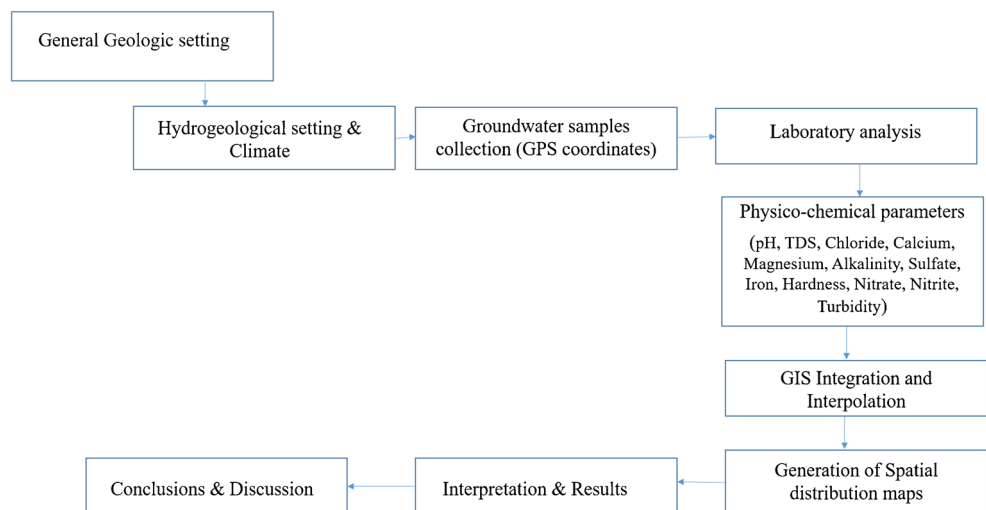 General Geologic setting
Hydrogeological setting &
Climate
Groundwater samples
collection (GPS coordinates)
Laboratory analysis
Physico-chemical parameters
(pH, TDS, Chloride, Calcium,
Magnesium, Alkalinity, Sulfate,
Iron, Hardness, Nitrate, Nitrite,
Turbidity)
GIS Integration and
Interpolation
Generation of Spatial
distribution maps
Interpretation & Results
Conclusions & Discussion